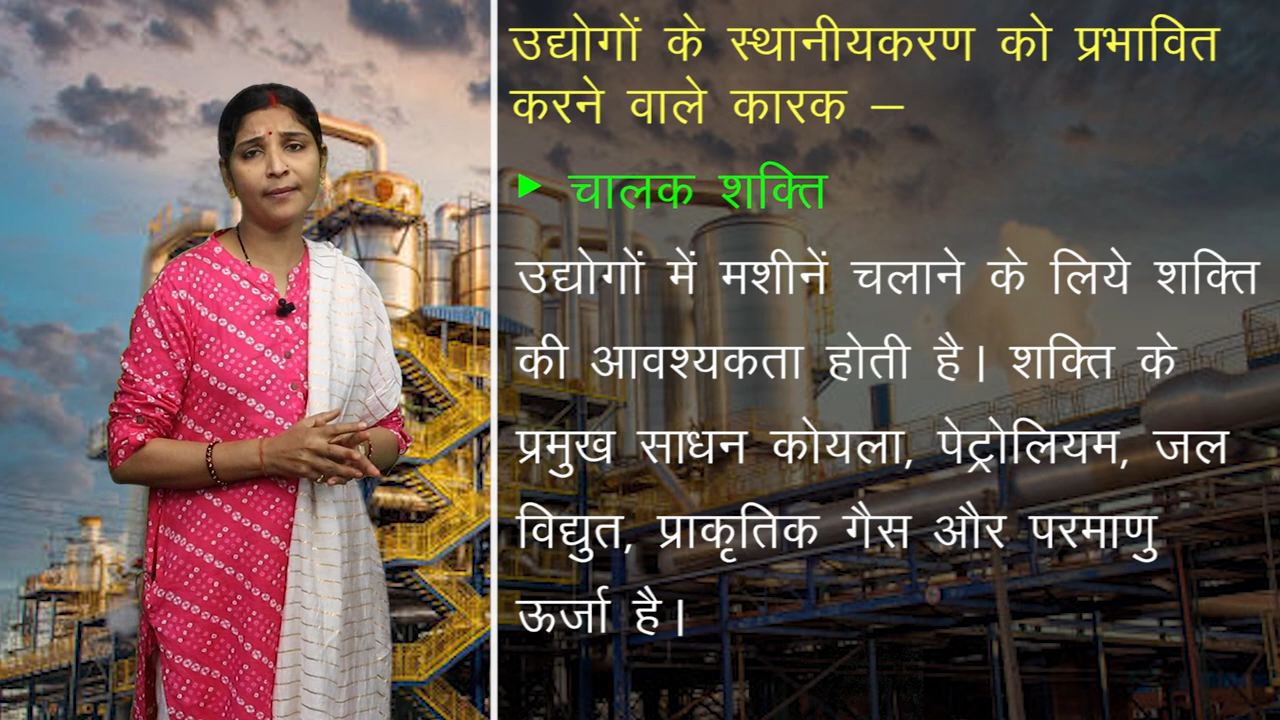 उद्योगों के स्थानीयकरण को प्रभावित
करने वाले कारक –
▸ चालक शक्ति
उद्योगों में मशीनें चलाने के लिये शक्ति
की आवश्यकता होती है।  शक्ति के
प्रमुख साधन कोयला, पेट्रोलियम, जल
विद्युत, प्राकृतिक गैस और परमाणु
ऊर्जा है।